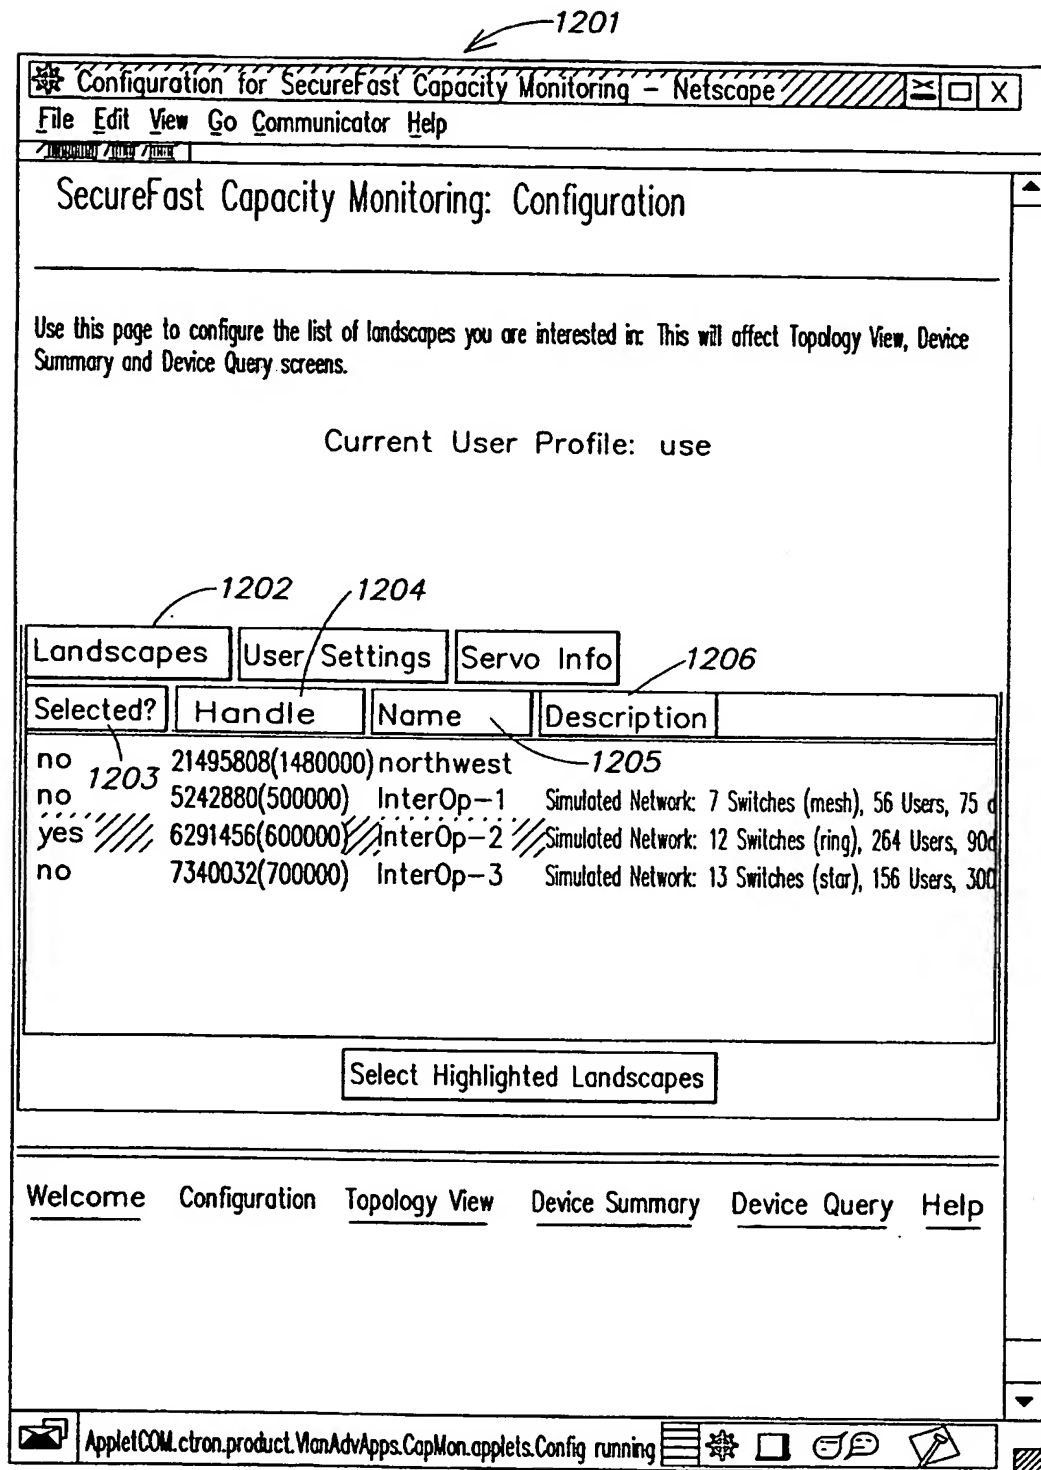 1201
Configuration for SecureFast Capacity Monitoring – Netscape
File Edit View Go Communicator Help
SecureFast Capacity Monitoring: Configuration
Use this page to configure the list of landscapes you are interested in: This will affect Topology View, Device
Summary and Device Query screens.
Current User Profile: use
1202 1204
Landscapes User Settings Servo Info 1206
Selected? Handle Name Description
no 21495808(1480000) northwest
1203 1205
no 5242880(500000) InterOp-1 Simulated Network: 7 Switches (mesh), 56 Users, 75 d
yes 6291456(600000) InterOp-2 Simulated Network: 12 Switches (ring), 264 Users, 90d
no 7340032(700000) InterOp-3 Simulated Network: 13 Switches (star), 156 Users, 300
Select Highlighted Landscapes
Welcome Configuration Topology View Device Summary Device Query Help
AppletCOM.ctron.product.VlanAdvApps.CapMon.applets.Config running